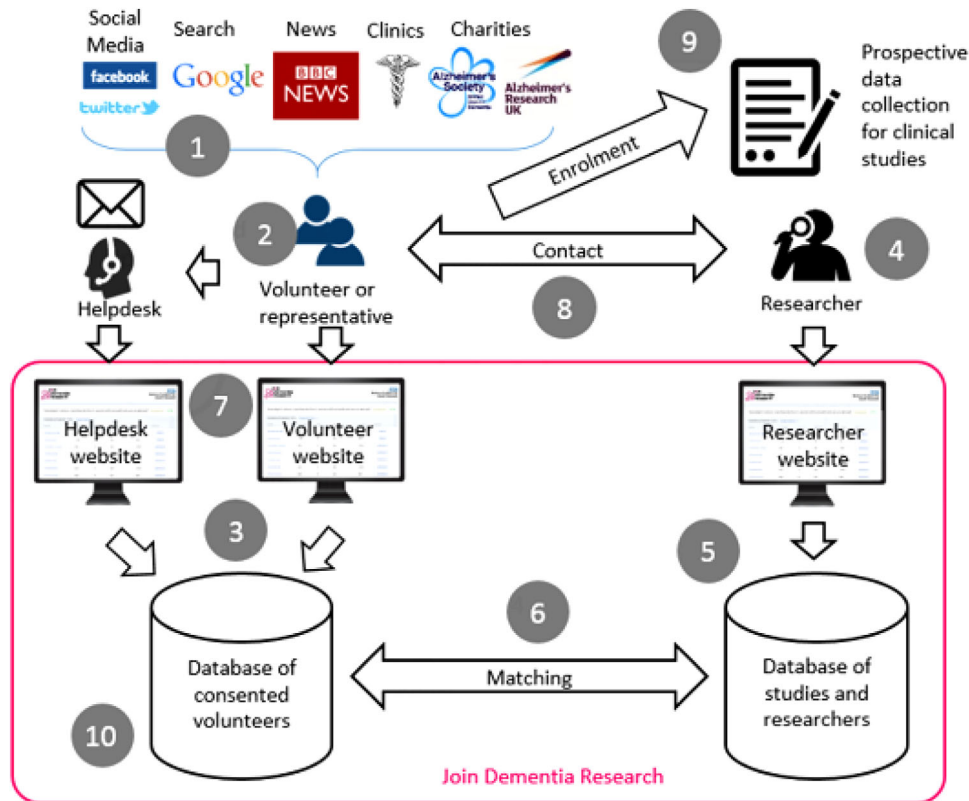 Social
Media
Search
News
Clinics
Charities
facebook
twitter
Google
BBC
NEWS
Alzheimer's
Society
Alzheimer's
Research
UK
1
9
Prospective
data
collection
for clinical
studies
Enrolment
2
Contact
4
8
Helpdesk
Volunteer or
representative
Researcher
7
Helpdesk
website
Volunteer
website
Researcher
website
3
5
6
Matching
Database of
consented
volunteers
Database of
studies and
researchers
10
Join Dementia Research